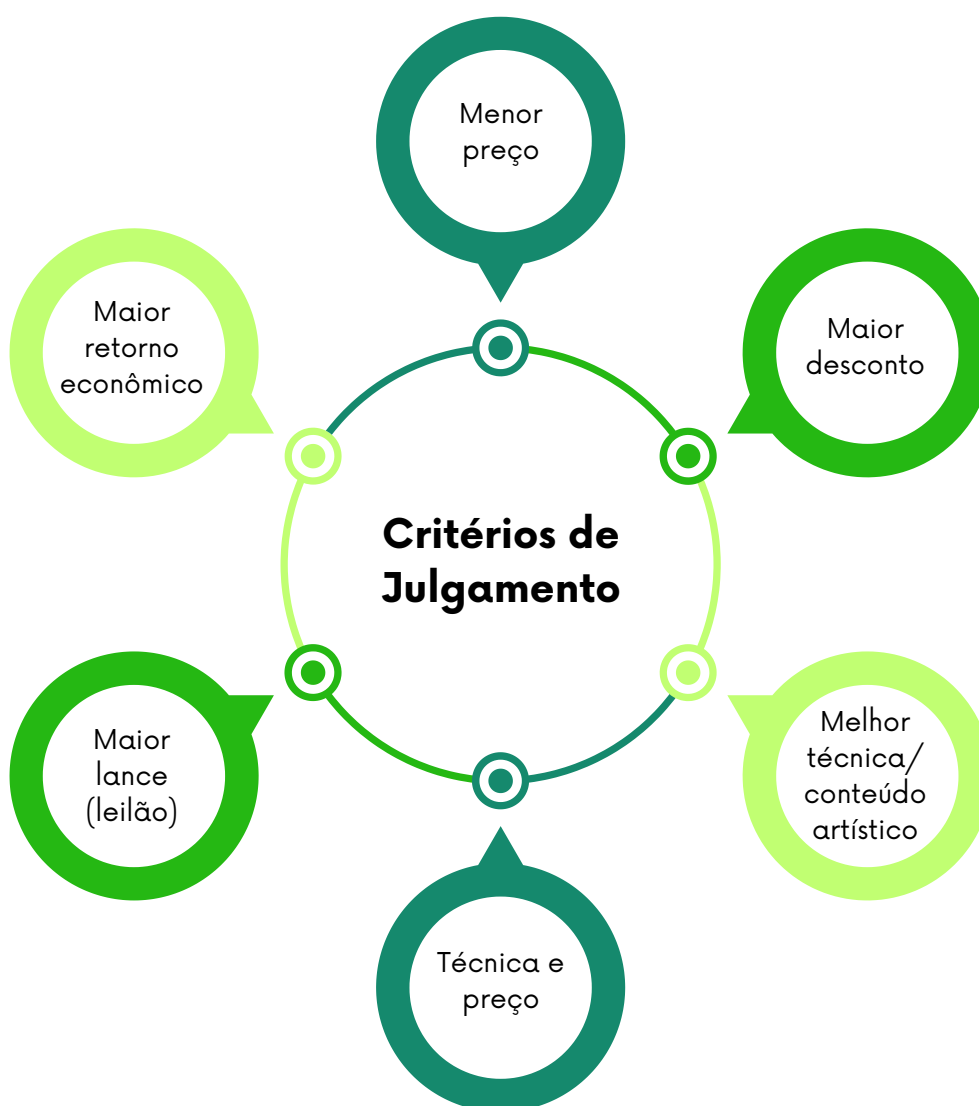 Menor
preço
Maior
desconto
Melhor
técnica/
conteúdo
artístico
Técnica e
preço
Maior
lance
(leilão)
Maior
retorno
econômico
Critérios de
Julgamento